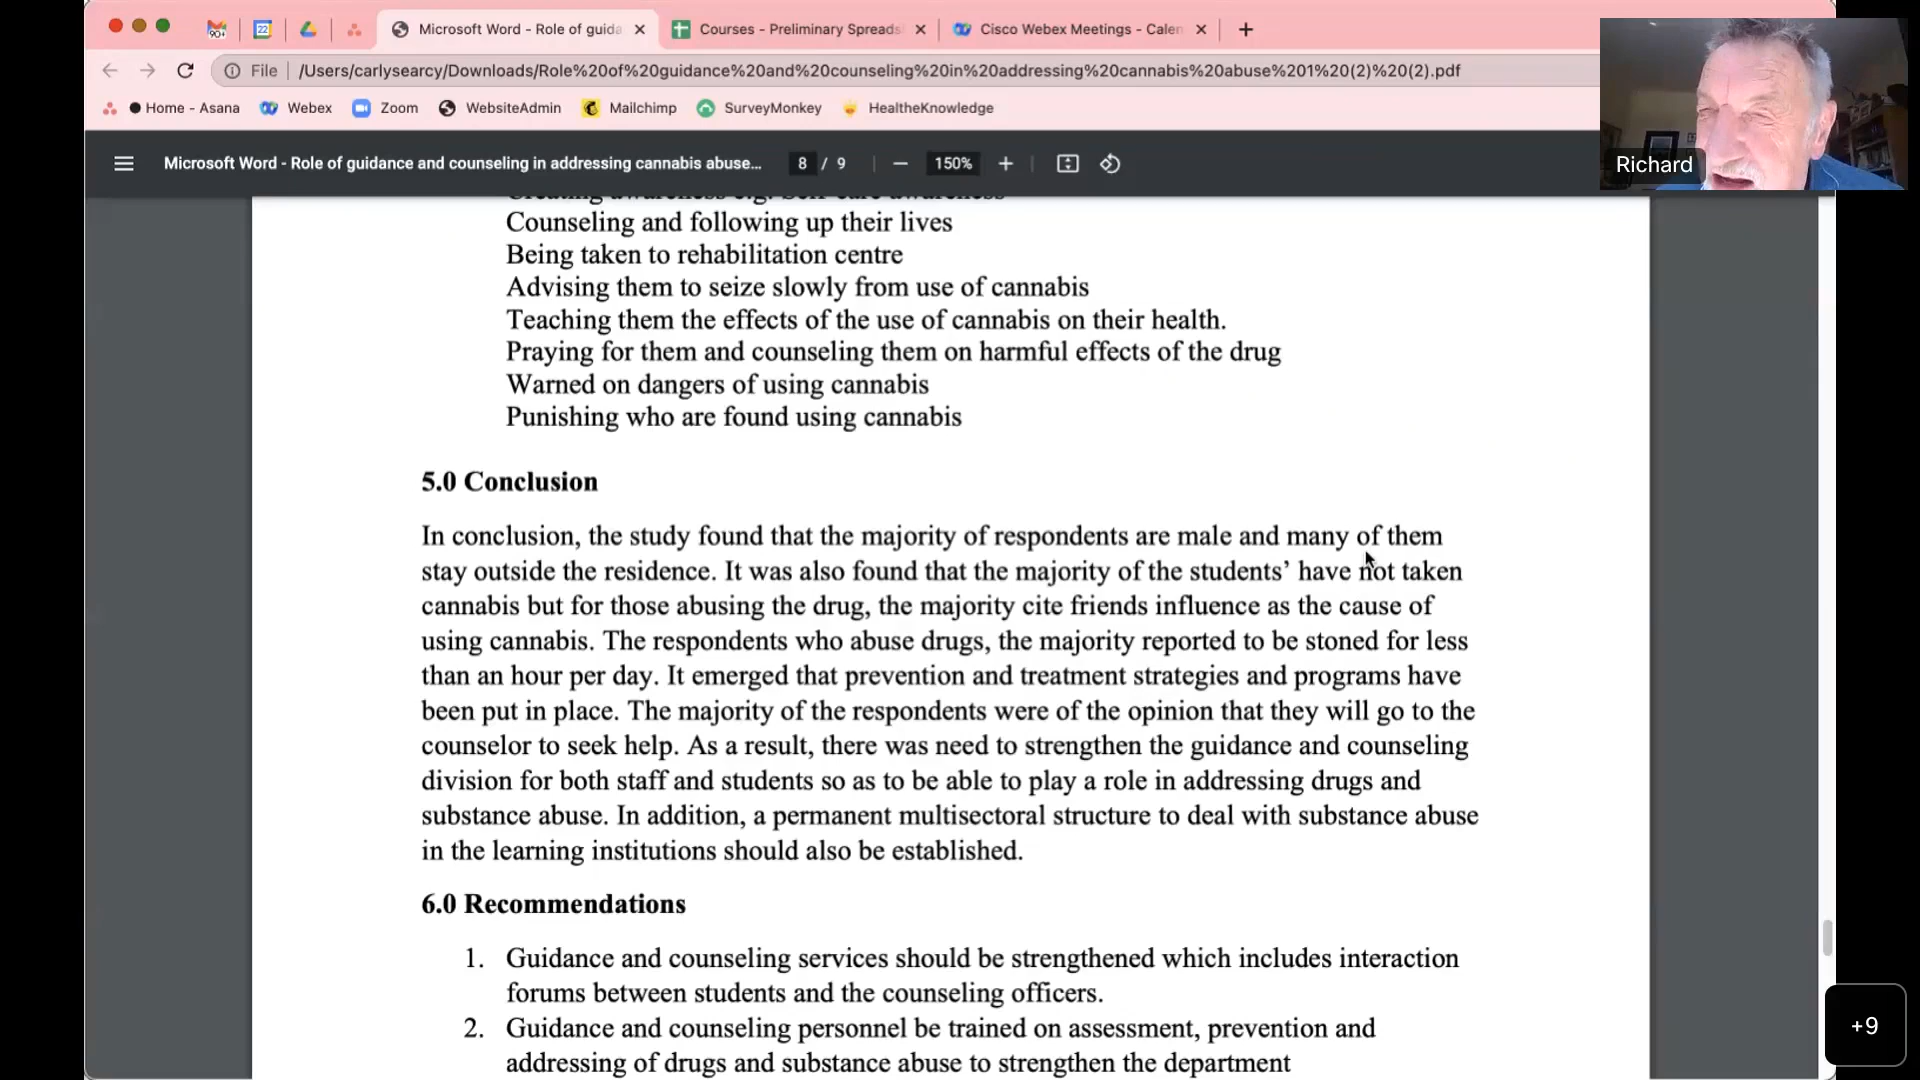 90+
22
Microsoft Word - Role of guida
Courses - Preliminary Spreads
Cisco Webex Meetings - Calen
File
/Users/carlysearcy/Downloads/Role%20of%20guidance%20and%20counseling%20in%20addressing%20cannabis%20abuse%201%20(2)%20(2).pdf
Home - Asana Webex Zoom WebsiteAdmin Mailchimp SurveyMonkey HealtheKnowledge
Richard
Microsoft Word - Role of guidance and counseling in addressing cannabis abuse... 8 / 9 150%
Creating awareness e.g. Self-care awareness
Counseling and following up their lives
Being taken to rehabilitation centre
Advising them to seize slowly from use of cannabis
Teaching them the effects of the use of cannabis on their health.
Praying for them and counseling them on harmful effects of the drug
Warned on dangers of using cannabis
Punishing who are found using cannabis
5.0 Conclusion
In conclusion, the study found that the majority of respondents are male and many of them
stay outside the residence. It was also found that the majority of the students’ have not taken
cannabis but for those abusing the drug, the majority cite friends influence as the cause of
using cannabis. The respondents who abuse drugs, the majority reported to be stoned for less
than an hour per day. It emerged that prevention and treatment strategies and programs have
been put in place. The majority of the respondents were of the opinion that they will go to the
counselor to seek help. As a result, there was need to strengthen the guidance and counseling
division for both staff and students so as to be able to play a role in addressing drugs and
substance abuse. In addition, a permanent multisectoral structure to deal with substance abuse
in the learning institutions should also be established.
6.0 Recommendations
1. Guidance and counseling services should be strengthened which includes interaction
forums between students and the counseling officers.
2. Guidance and counseling personnel be trained on assessment, prevention and
addressing of drugs and substance abuse to strengthen the department
+9